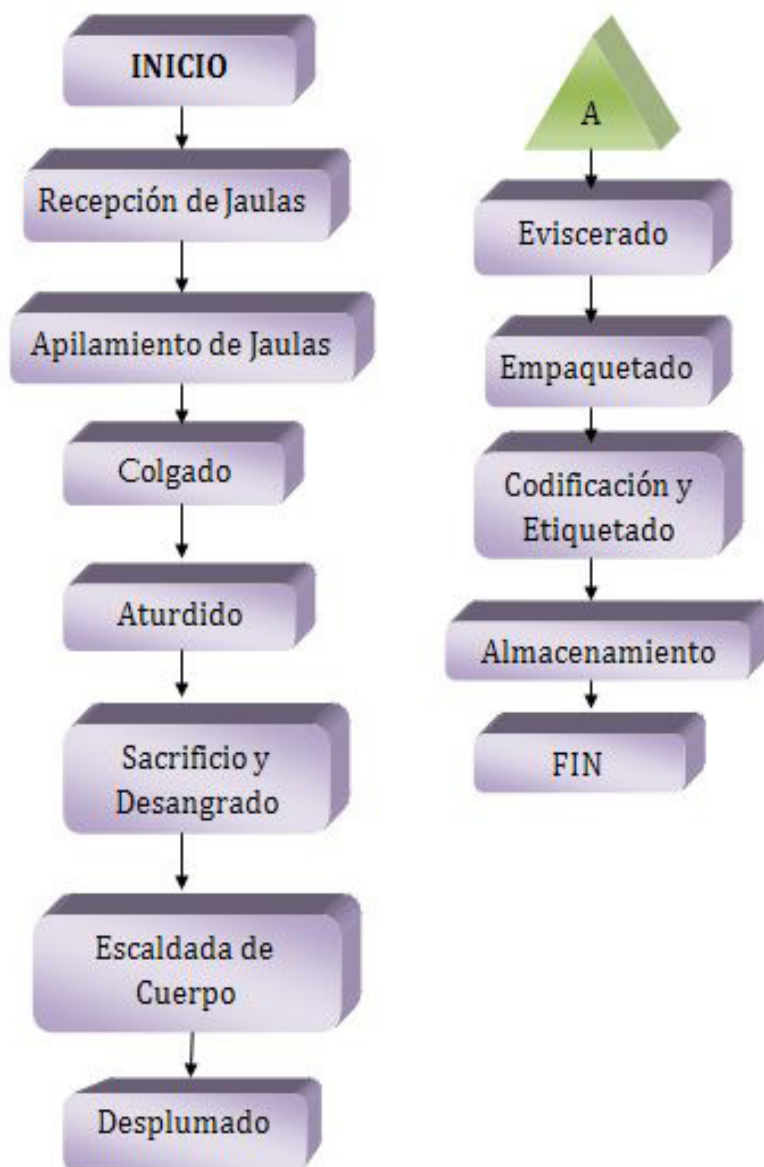 INICIO
Recepción de Jaulas
Apilamiento de Jaulas
Colgado
Aturdido
Sacrificio y
Desangrado
Escaldada de
Cuerpo
Desplumado
A
Eviscerado
Empaquetado
Codificación y
Etiquetado
Almacenamiento
FIN